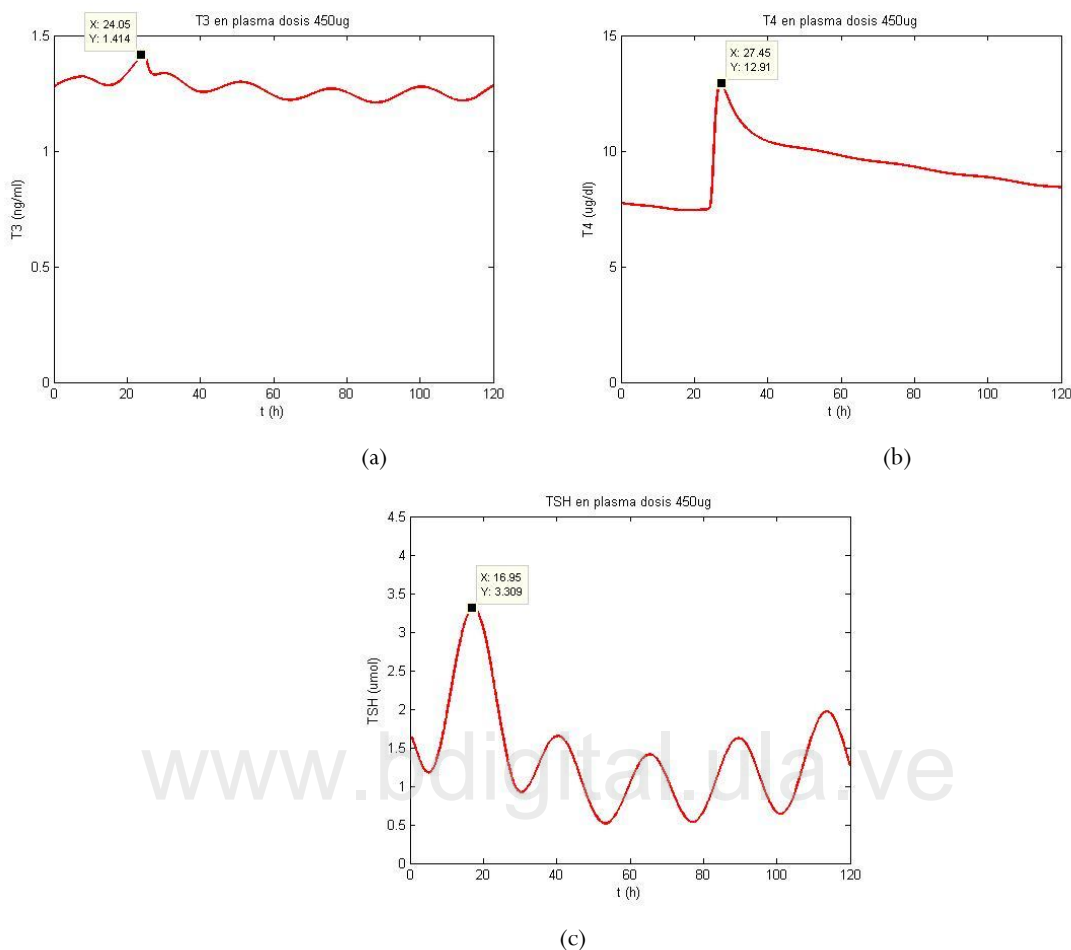 T3 en plasma dosis 450ug
X: 24.05
Y: 1.414
1.5
1
0.5
0
T3 (ng/ml)
0 20 40 60 80 100 120
t (h)
(a)
T4 en plasma dosis 450ug
X: 27.45
Y: 12.91
15
10
5
0
T4 (ug/dl)
0 20 40 60 80 100 120
t (h)
(b)
TSH en plasma dosis 450ug
X: 16.95
Y: 3.309
4.5
4
3.5
3
2.5
2
1.5
1
0.5
0
TSH (umol)
0 20 40 60 80 100 120
t (h)
(c)
www.bdigital.ula.ve